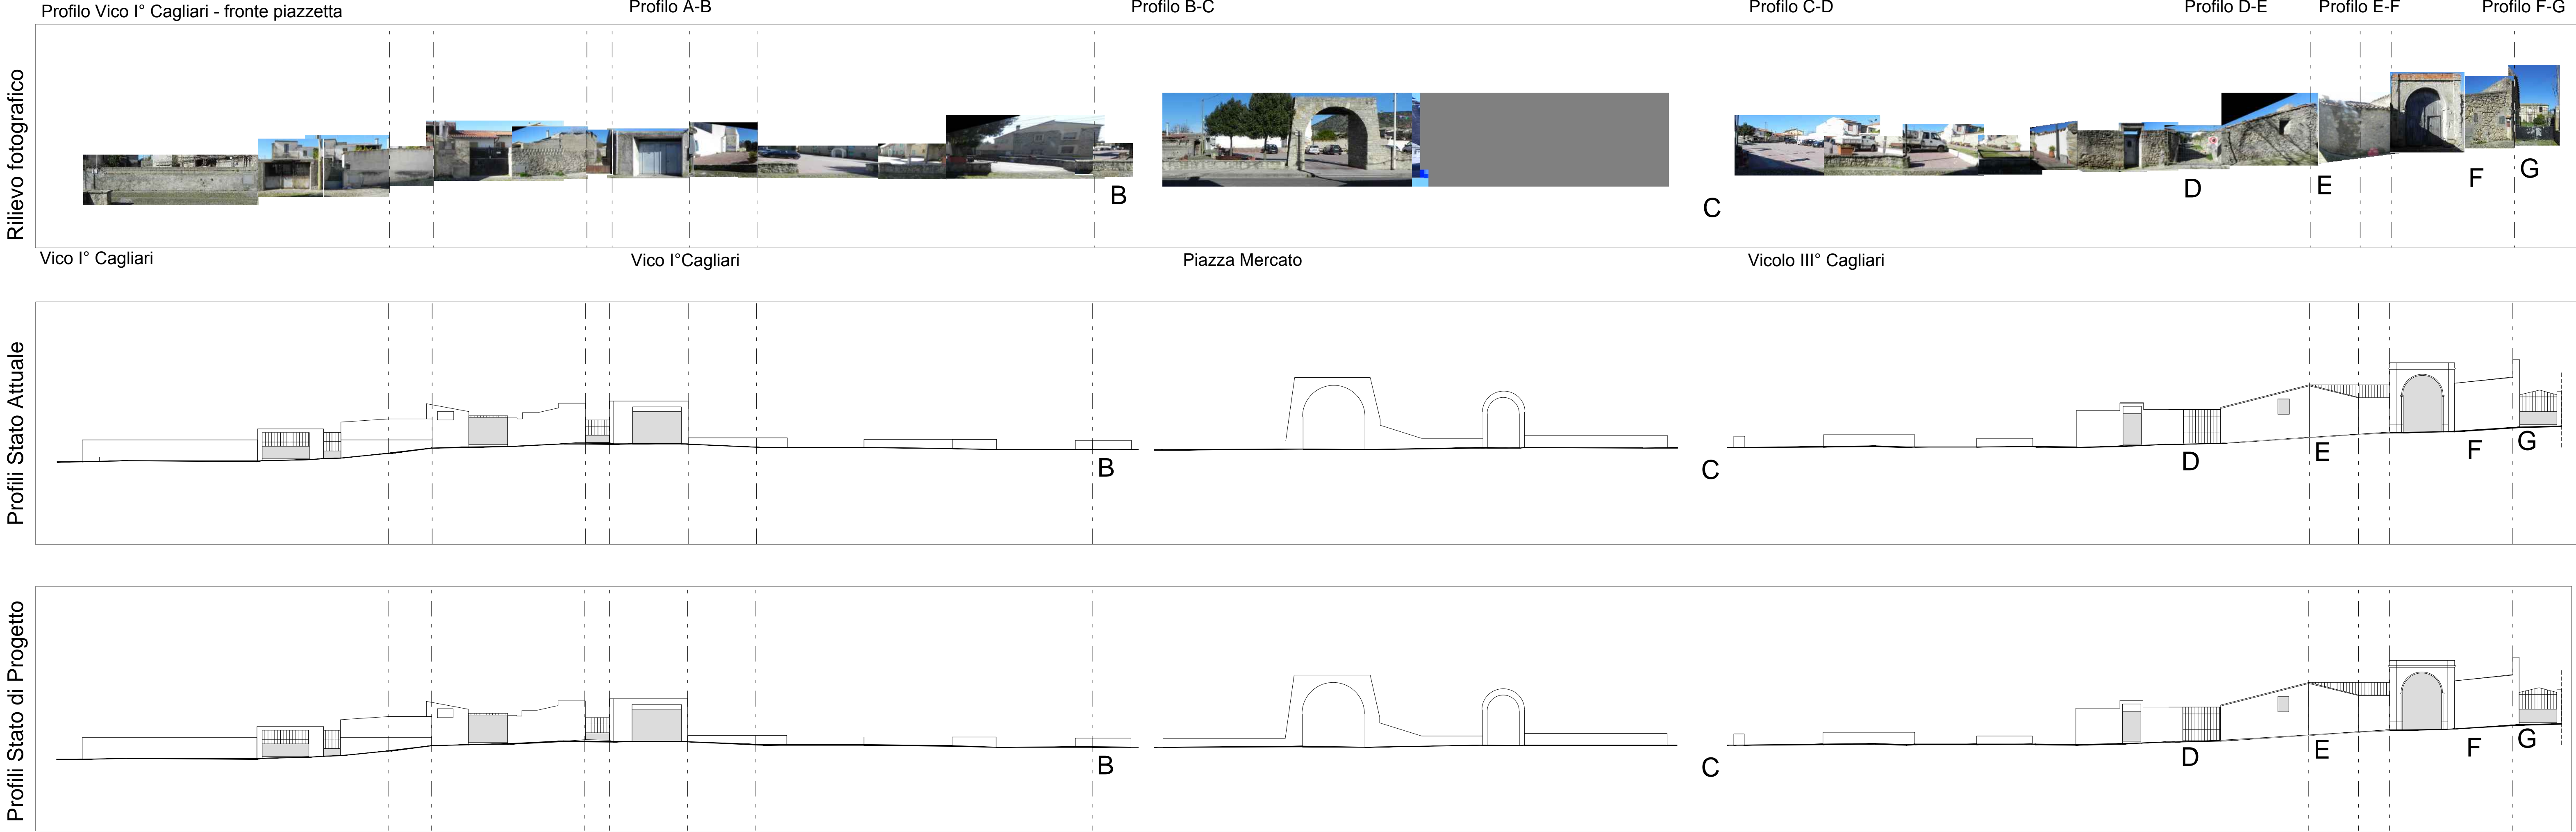 Profilo Vico I° Cagliari - fronte piazzetta
Profilo A-B
Profilo B-C
Profilo C-D
Profilo D-E
Profilo E-F
Profilo F-G
Rilievo fotografico
B
C
D
E
F
G
Vico I° Cagliari
Vico I°Cagliari
Piazza Mercato
Vicolo III° Cagliari
Profili Stato Attuale
B
C
D
E
F
G
Profili Stato di Progetto
B
C
D
E
F
G